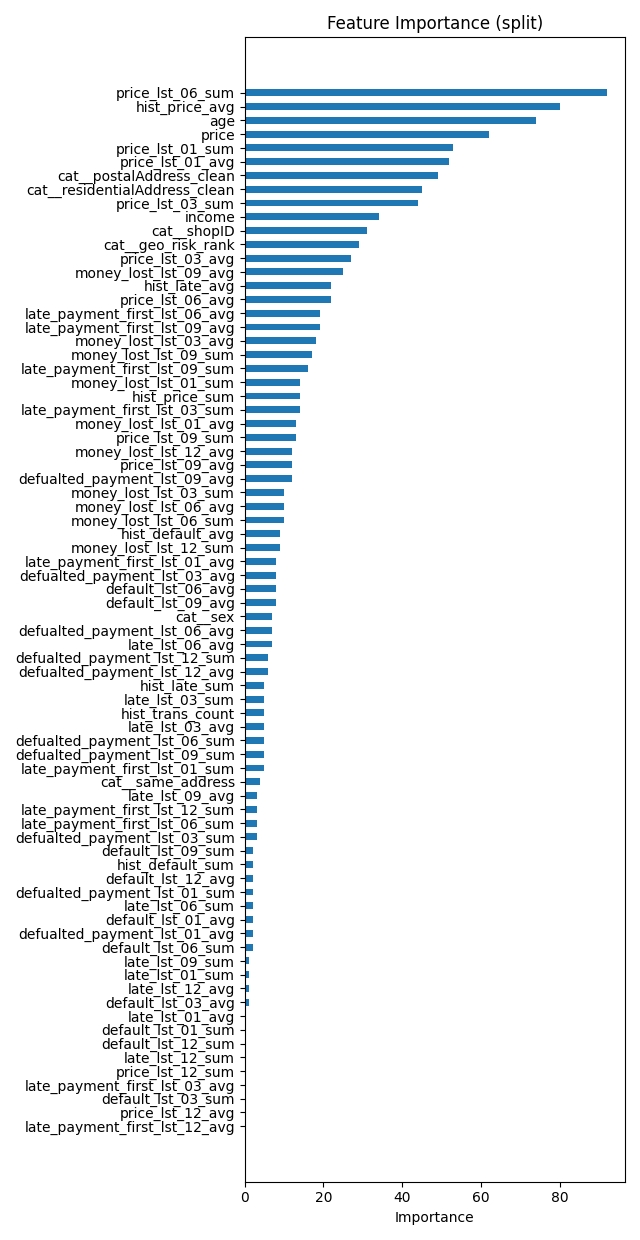 Feature Importance (split)
price_lst_06_sum
hist_price_avg
age
price
price_lst_01_sum
price_lst_01_avg
cat__postalAddress_clean
cat__residentialAddress_clean
price_lst_03_sum
income
cat__shopID
cat__geo_risk_rank
price_lst_03_avg
money_lost_lst_09_avg
hist_late_avg
price_lst_06_avg
late_payment_first_lst_06_avg
late_payment_first_lst_09_avg
money_lost_lst_03_avg
money_lost_lst_09_sum
late_payment_first_lst_09_sum
money_lost_lst_01_sum
hist_price_sum
late_payment_first_lst_03_sum
money_lost_lst_01_avg
price_lst_09_sum
money_lost_lst_12_avg
price_lst_09_avg
defualted_payment_lst_09_avg
money_lost_lst_03_sum
money_lost_lst_06_avg
money_lost_lst_06_sum
hist_default_avg
money_lost_lst_12_sum
late_payment_first_lst_01_avg
defualted_payment_lst_03_avg
default_lst_06_avg
default_lst_09_avg
cat__sex
defualted_payment_lst_06_avg
late_lst_06_avg
defualted_payment_lst_12_sum
defualted_payment_lst_12_avg
hist_late_sum
late_lst_03_sum
hist_trans_count
late_lst_03_avg
defualted_payment_lst_06_sum
defualted_payment_lst_09_sum
late_payment_first_lst_01_sum
cat__same_address
late_lst_09_avg
late_payment_first_lst_12_sum
late_payment_first_lst_06_sum
defualted_payment_lst_03_sum
default_lst_09_sum
hist_default_sum
default_lst_12_avg
defualted_payment_lst_01_sum
late_lst_06_sum
default_lst_01_avg
defualted_payment_lst_01_avg
default_lst_06_sum
late_lst_09_sum
late_lst_01_sum
late_lst_12_avg
default_lst_03_avg
late_lst_01_avg
default_lst_01_sum
default_lst_12_sum
late_lst_12_sum
price_lst_12_sum
late_payment_first_lst_03_avg
default_lst_03_sum
price_lst_12_avg
late_payment_first_lst_12_avg
0 20 40 60 80
Importance